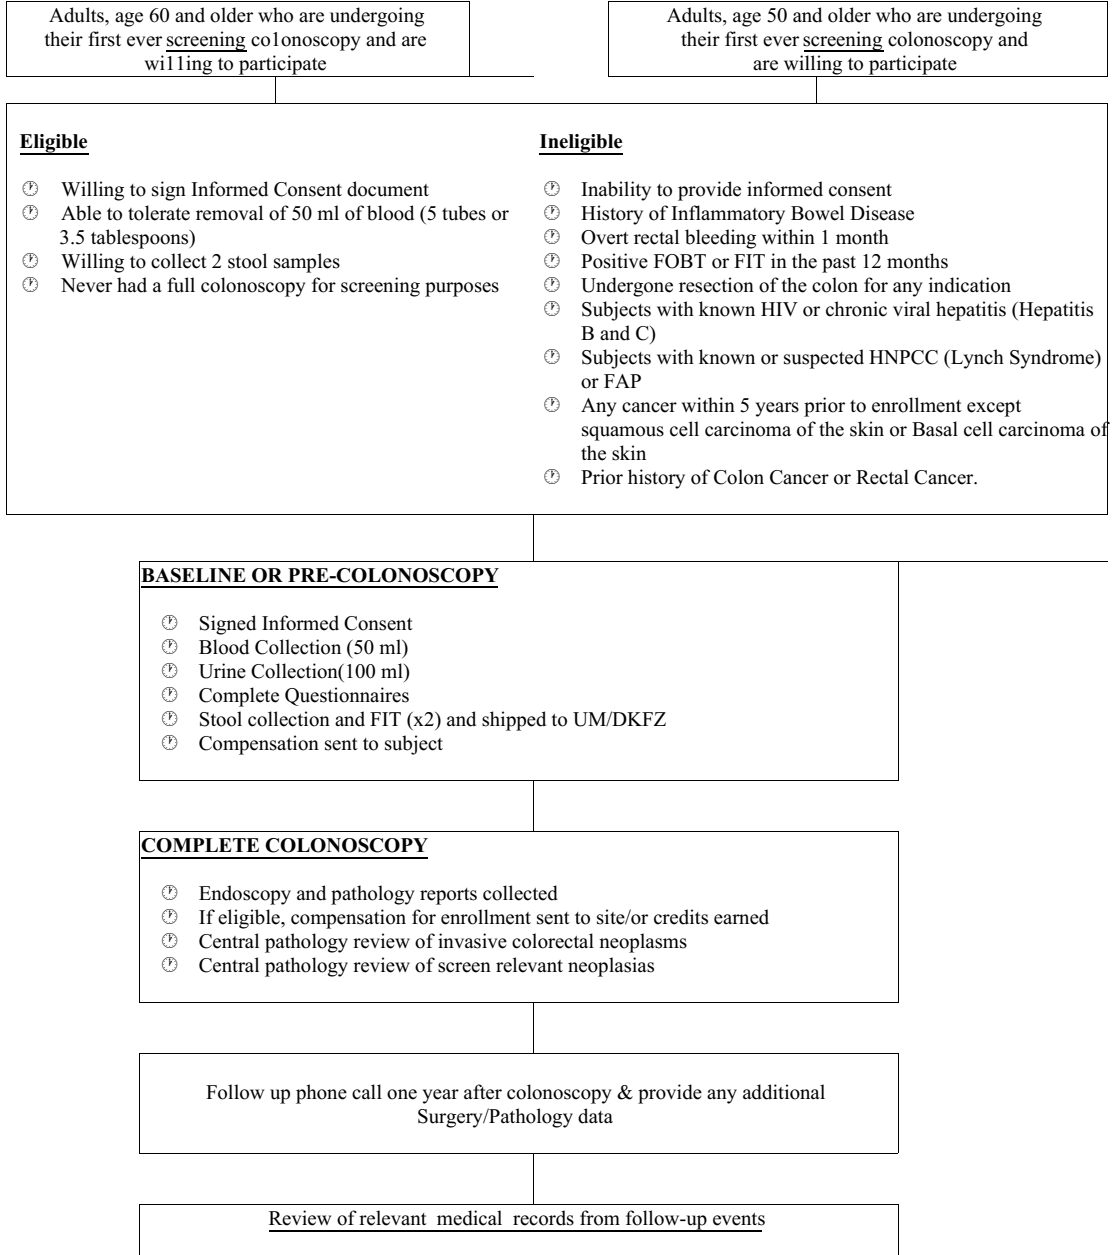 Adults, age 60 and older who are undergoing
their first ever screening co1onoscopy and are
wi11ing to participate
Adults, age 50 and older who are undergoing
their first ever screening colonoscopy and
are willing to participate
Eligible
🕐 Willing to sign Informed Consent document
🕐 Able to tolerate removal of 50 ml of blood (5 tubes or
3.5 tablespoons)
🕐 Willing to collect 2 stool samples
🕐 Never had a full colonoscopy for screening purposes
Ineligible
🕐 Inability to provide informed consent
🕐 History of Inflammatory Bowel Disease
🕐 Overt rectal bleeding within 1 month
🕐 Positive FOBT or FIT in the past 12 months
🕐 Undergone resection of the colon for any indication
🕐 Subjects with known HIV or chronic viral hepatitis (Hepatitis
B and C)
🕐 Subjects with known or suspected HNPCC (Lynch Syndrome)
or FAP
🕐 Any cancer within 5 years prior to enrollment except
squamous cell carcinoma of the skin or Basal cell carcinoma of
the skin
🕐 Prior history of Colon Cancer or Rectal Cancer.
BASELINE OR PRE-COLONOSCOPY
🕐 Signed Informed Consent
🕐 Blood Collection (50 ml)
🕐 Urine Collection(100 ml)
🕐 Complete Questionnaires
🕐 Stool collection and FIT (x2) and shipped to UM/DKFZ
🕐 Compensation sent to subject
COMPLETE COLONOSCOPY
🕐 Endoscopy and pathology reports collected
🕐 If eligible, compensation for enrollment sent to site/or credits earned
🕐 Central pathology review of invasive colorectal neoplasms
🕐 Central pathology review of screen relevant neoplasias
Follow up phone call one year after colonoscopy & provide any additional
Surgery/Pathology data
Review of relevant medical records from follow-up events